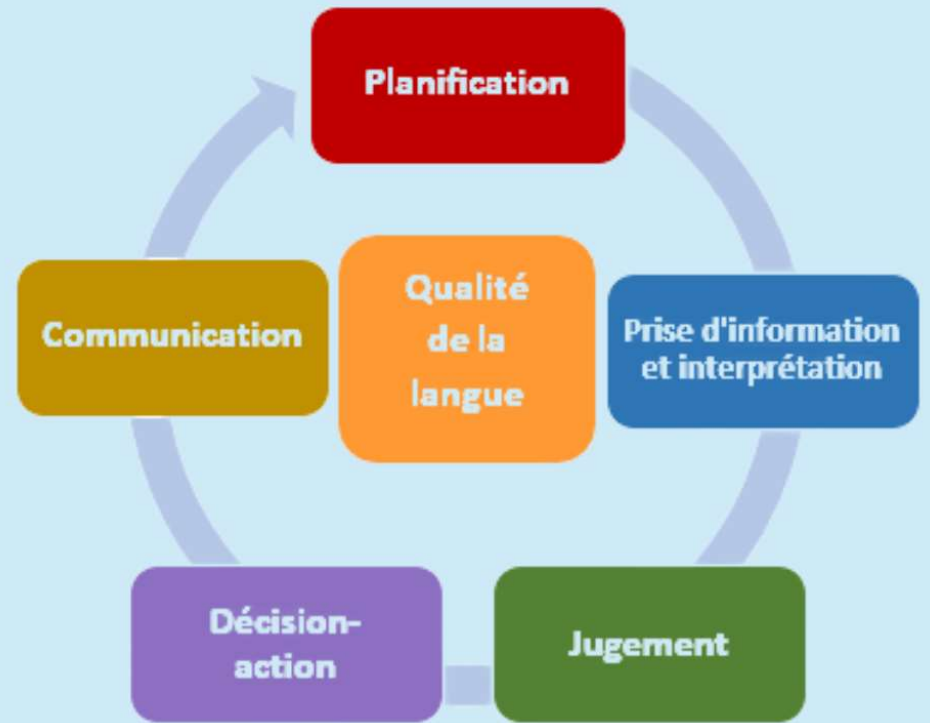 Planification
Qualité
de la
langue
Prise d'information
et interprétation
Jugement
Décision-
action
Communication